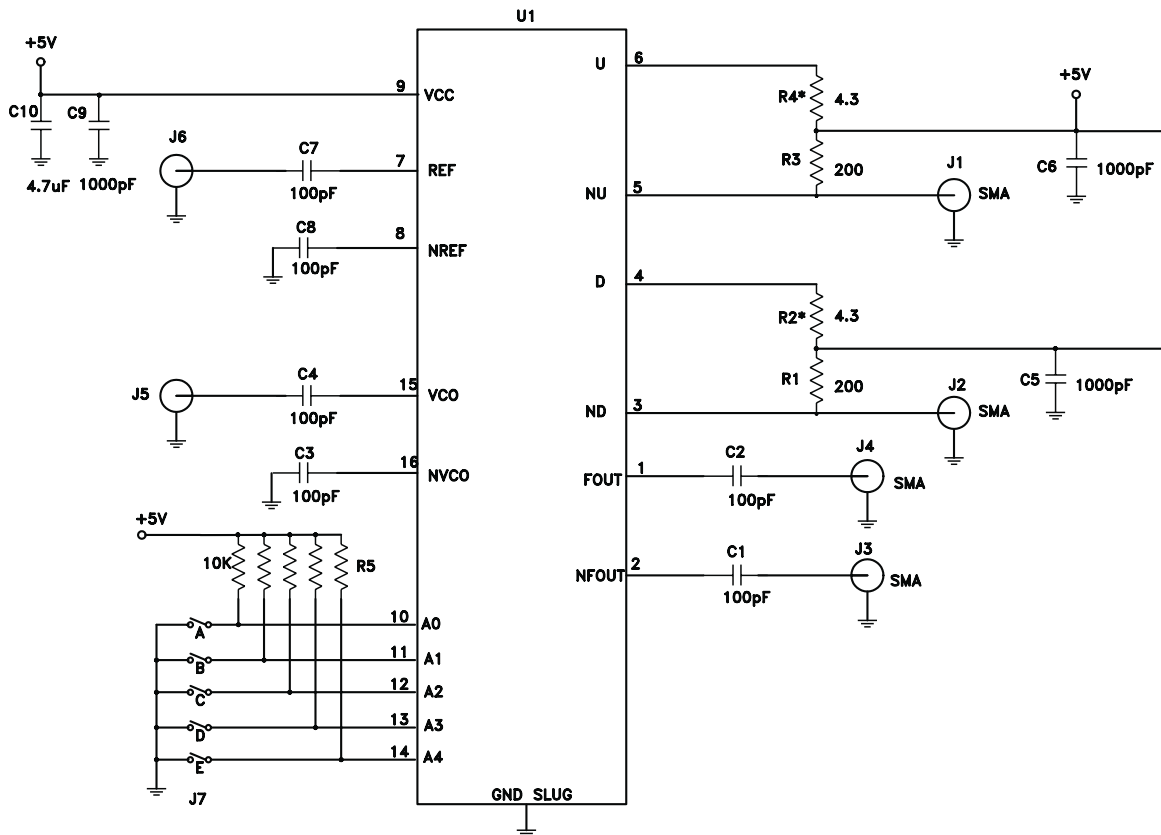 U1
+5V
C10
C9
4.7uF
1000pF
9
VCC
J6
C7
100pF
7
REF
C8
100pF
8
NREF
J5
C4
100pF
15
VCO
C3
100pF
16
NVCO
+5V
10K
R5
A
10
A0
B
11
A1
C
12
A2
D
13
A3
E
14
A4
J7
GND SLUG
U
6
R4*
4.3
+5V
R3
200
C6
1000pF
NU
5
J1
SMA
D
4
R2*
4.3
R1
200
C5
1000pF
ND
3
J2
SMA
FOUT
1
C2
100pF
J4
SMA
NFOUT
2
C1
100pF
J3
SMA